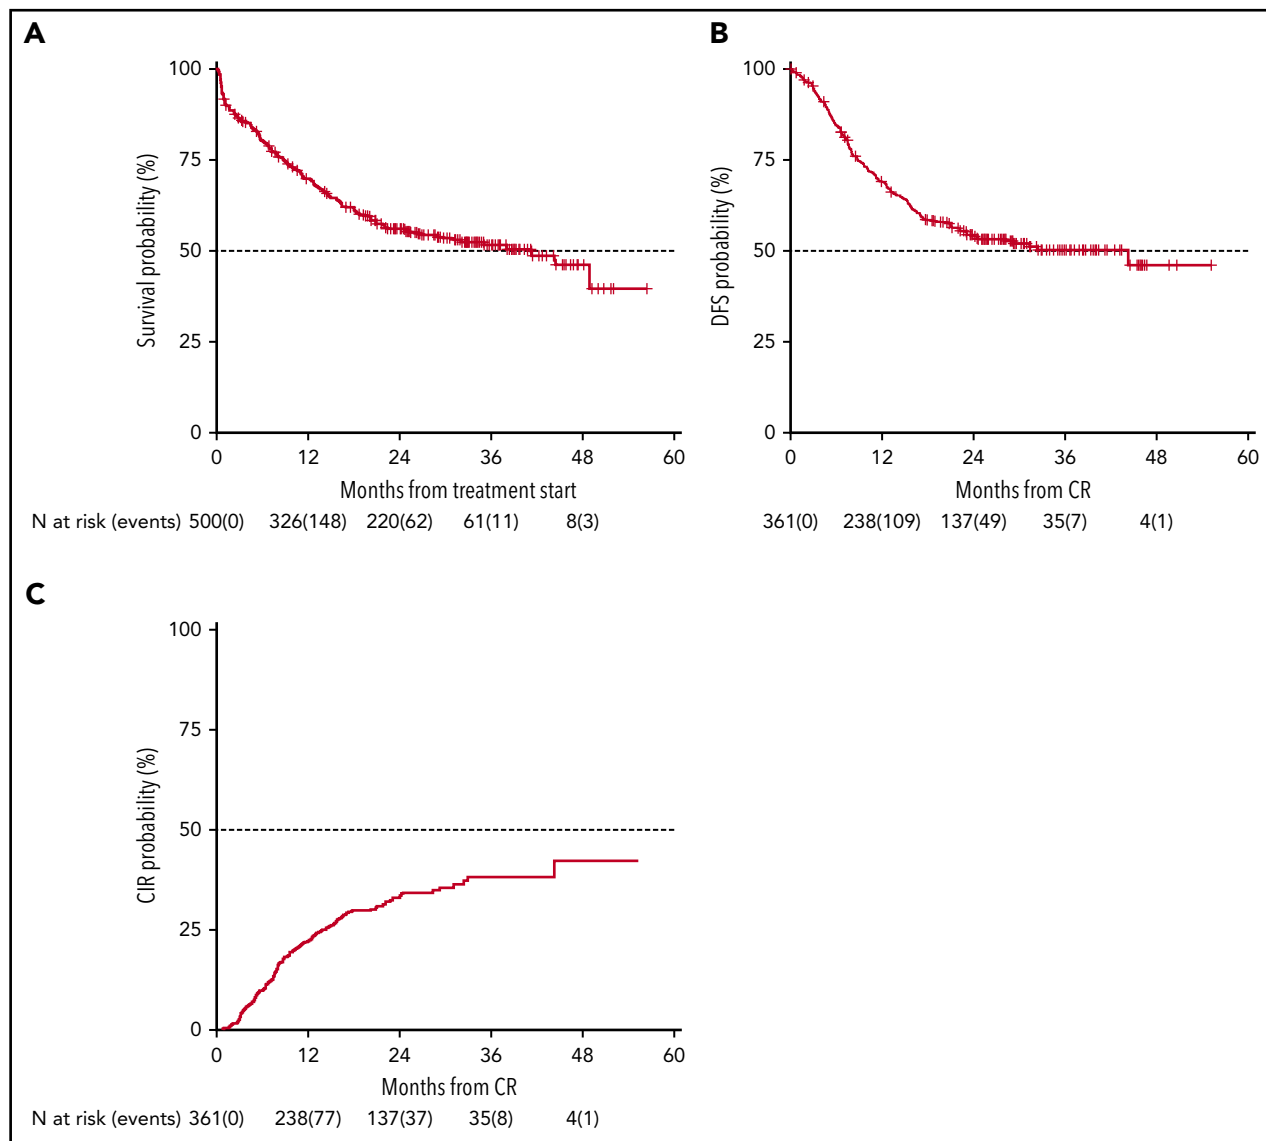 A
Survival probability (%)
100
75
50
25
0
0 12 24 36 48 60
Months from treatment start
N at risk (events) 500(0) 326(148) 220(62) 61(11) 8(3)
B
DFS probability (%)
100
75
50
25
0
0 12 24 36 48 60
Months from CR
361(0) 238(109) 137(49) 35(7) 4(1)
C
CIR probability (%)
100
75
50
25
0
0 12 24 36 48 60
Months from CR
N at risk (events) 361(0) 238(77) 137(37) 35(8) 4(1)